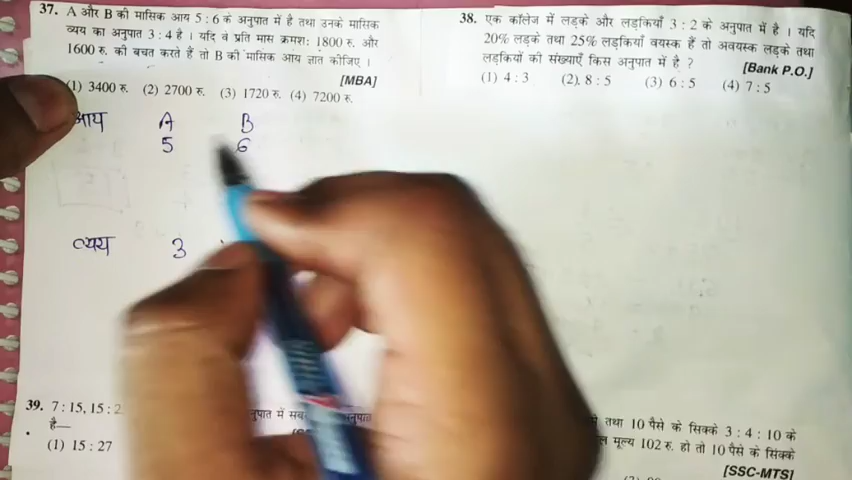 37. A और B की मासिक आय 5 : 6 के अनुपात में है तथा उनके मासिक
व्यय का अनुपात 3 : 4 है। यदि वे प्रति मास क्रमशः 1800 रु. और
1600 रु. की बचत करते हैं तो B की मासिक आय ज्ञात कीजिए।
[MBA]
(1) 3400 रु. (2) 2700 रु. (3) 1720 रु. (4) 7200 रु.
आय A B
5 6
व्यय 3
38. एक कॉलेज में लड़के और लड़कियाँ 3 : 2 के अनुपात में है। यदि
20% लड़के तथा 25% लड़कियाँ वयस्क हैं तो अवयस्क लड़के तथा
लड़कियों की संख्याएँ किस अनुपात में है ?
[Bank P.O.]
(1) 4 : 3 (2) 8 : 5 (3) 6 : 5 (4) 7 : 5
39. 7 : 15, 15 : 2 नुपात में सब
है—
(1) 15 : 27
तथा 10 पैसे के सिक्के 3 : 4 : 10 के
ल मूल्य 102 रु. हो तो 10 पैसे के सिक्के
[SSC-MTS]